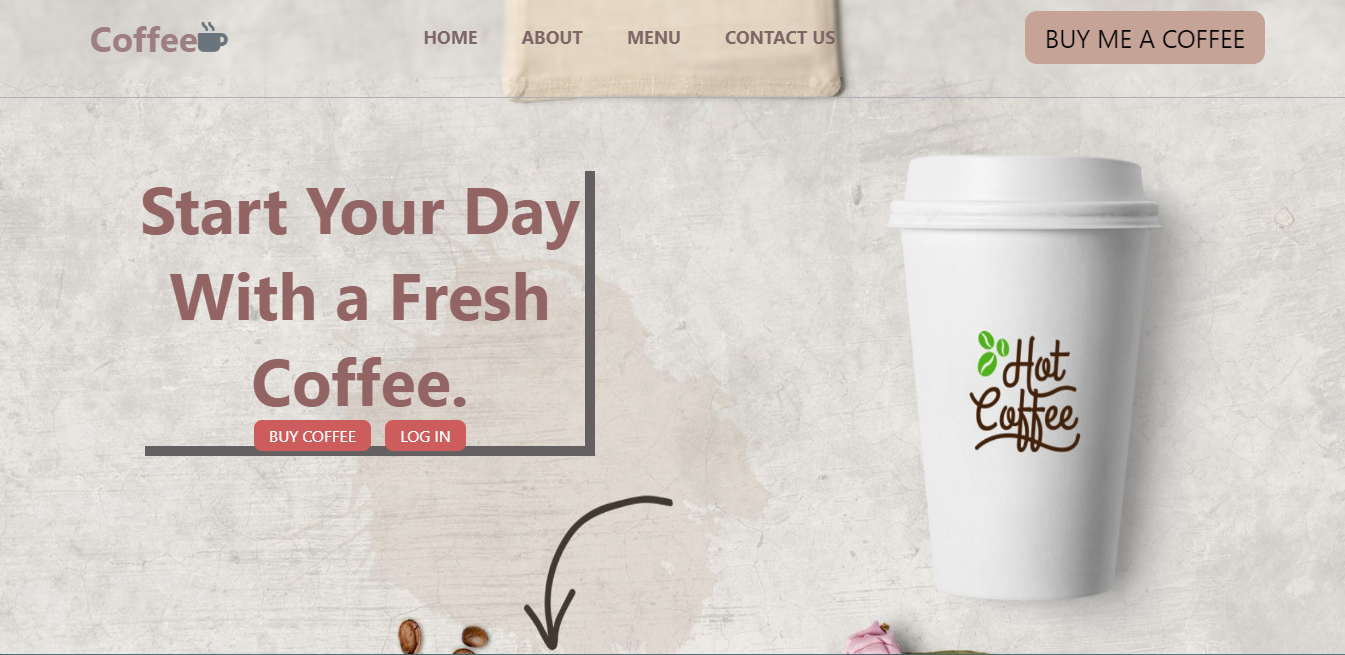 Coffee
HOME ABOUT MENU CONTACT US
BUY ME A COFFEE
Start Your Day
With a Fresh
Coffee.
BUY COFFEE LOG IN
Hot
Coffee